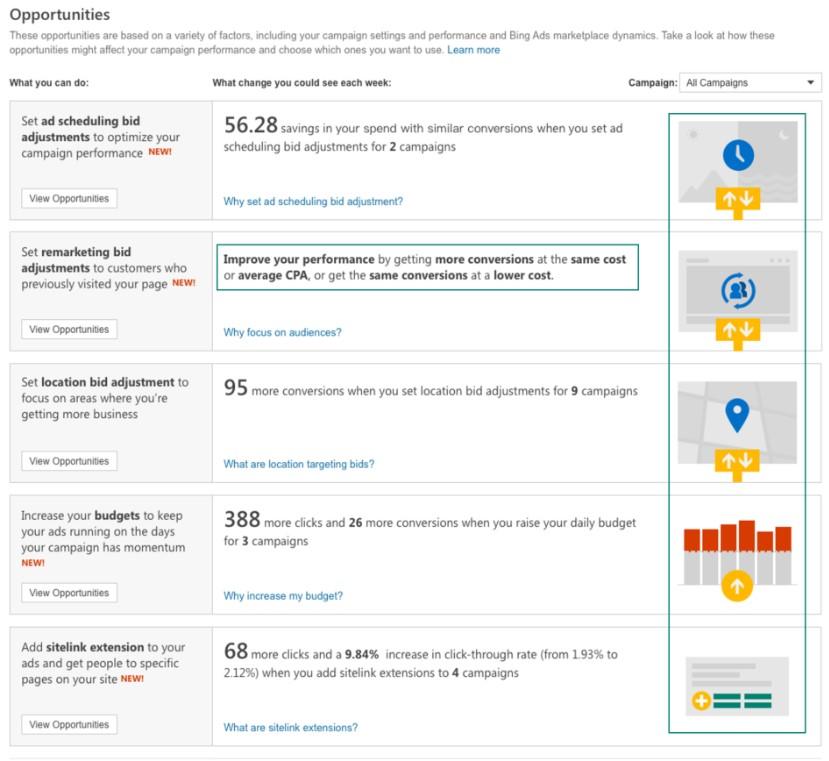 Opportunities
These opportunities are based on a variety of factors, including your campaign settings and performance and Bing Ads marketplace dynamics. Take a look at how these
opportunities might affect your campaign performance and choose which ones you want to use. Learn more
What you can do:
What change you could see each week:
Campaign: All Campaigns
Set ad scheduling bid
adjustments to optimize your
campaign performance NEW!
View Opportunities
56.28 savings in your spend with similar conversions when you set ad
scheduling bid adjustments for 2 campaigns
Why set ad scheduling bid adjustment?
Set remarketing bid
adjustments to customers who
previously visited your page NEW!
View Opportunities
Improve your performance by getting more conversions at the same cost
or average CPA, or get the same conversions at a lower cost.
Why focus on audiences?
Set location bid adjustment to
focus on areas where you're
getting more business
View Opportunities
95 more conversions when you set location bid adjustments for 9 campaigns
What are location targeting bids?
Increase your budgets to keep
your ads running on the days
your campaign has momentum
NEW!
View Opportunities
388 more clicks and 26 more conversions when you raise your daily budget
for 3 campaigns
Why increase my budget?
Add sitelink extension to your
ads and get people to specific
pages on your site NEW!
View Opportunities
68 more clicks and a 9.84% increase in click-through rate (from 1.93% to
2.12%) when you add sitelink extensions to 4 campaigns
What are sitelink extensions?